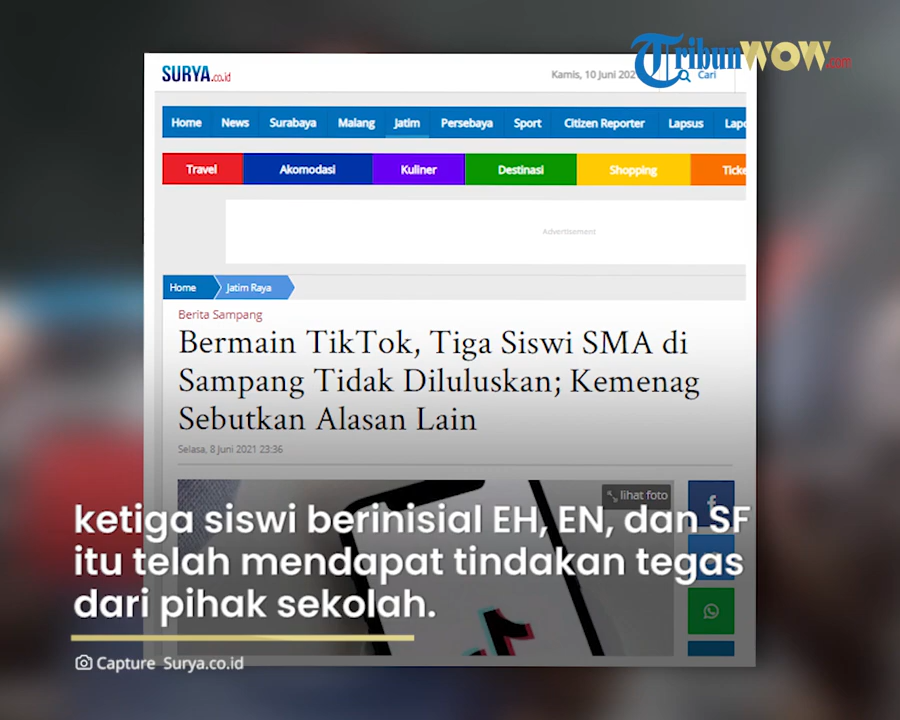 TribunWOW.com
SURYA.co.id
Kamis, 10 Juni 202
Cari
Home News Surabaya Malang Jatim Persebaya Sport Citizen Reporter Lapsus Lapo
Travel Akomodasi Kuliner Destinasi Shopping Ticke
Advertisement
Home Jatim Raya
Berita Sampang
Bermain TikTok, Tiga Siswi SMA di
Sampang Tidak Diluluskan; Kemenag
Sebutkan Alasan Lain
Selasa, 8 Juni 2021 23:36
lihat foto
ketiga siswi berinisial EH, EN, dan SF
itu telah mendapat tindakan tegas
dari pihak sekolah.
Capture Surya.co.id